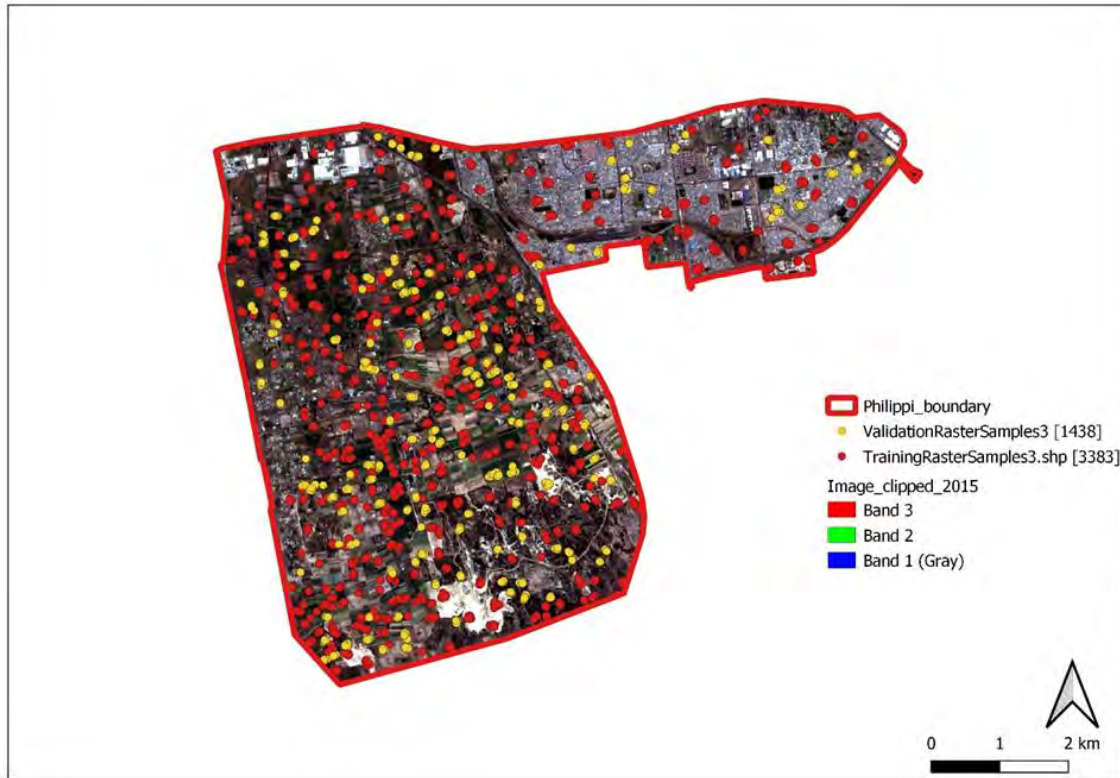 Philippi_boundary
ValidationRasterSamples3 [1438]
TrainingRasterSamples3.shp [3383]
Image_clipped_2015
Band 3
Band 2
Band 1 (Gray)
0 1 2 km